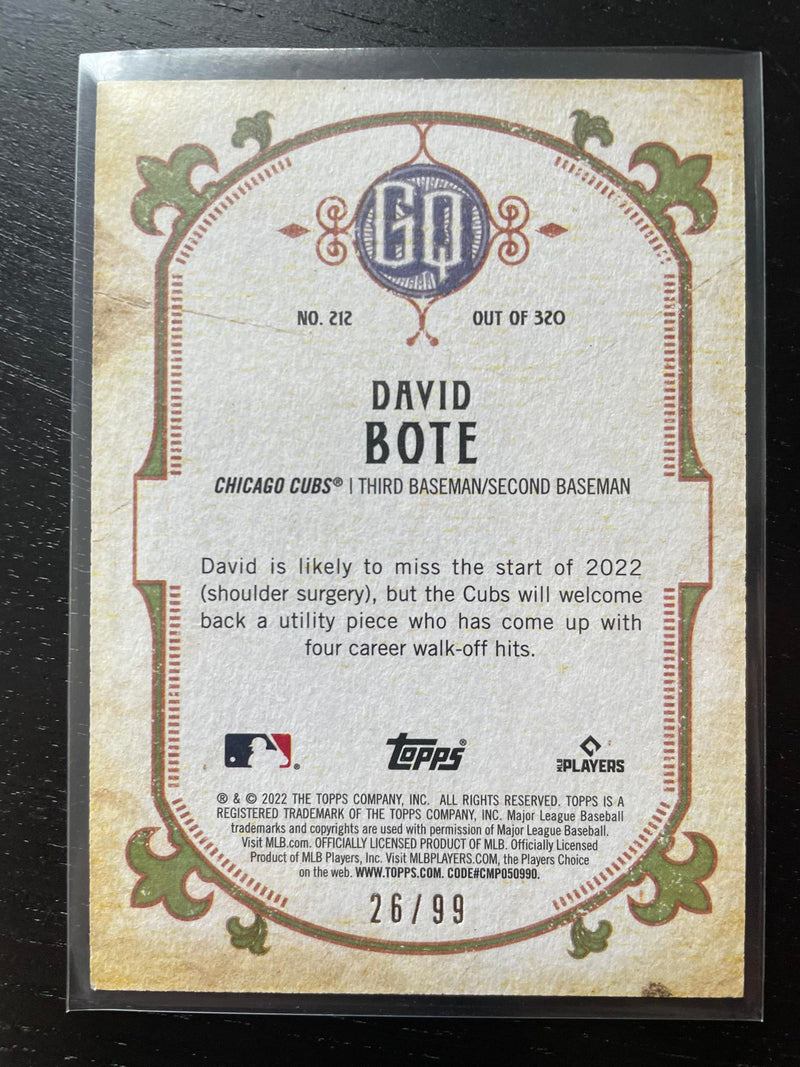 GQ
NO. 212 OUT OF 320
DAVID
BOTE
CHICAGO CUBS® | THIRD BASEMAN/SECOND BASEMAN
David is likely to miss the start of 2022
(shoulder surgery), but the Cubs will welcome
back a utility piece who has come up with
four career walk-off hits.
® Topps® MLB PLAYERS
® & © 2022 THE TOPPS COMPANY, INC. ALL RIGHTS RESERVED. TOPPS IS A
REGISTERED TRADEMARK OF THE TOPPS COMPANY, INC. Major League Baseball
trademarks and copyrights are used with permission of Major League Baseball.
Visit MLB.com. OFFICIALLY LICENSED PRODUCT OF MLB. Officially Licensed
Product of MLB Players, Inc. Visit MLBPLAYERS.COM, the Players Choice
on the web. WWW.TOPPS.COM. CODE#CMP050990.
26/99